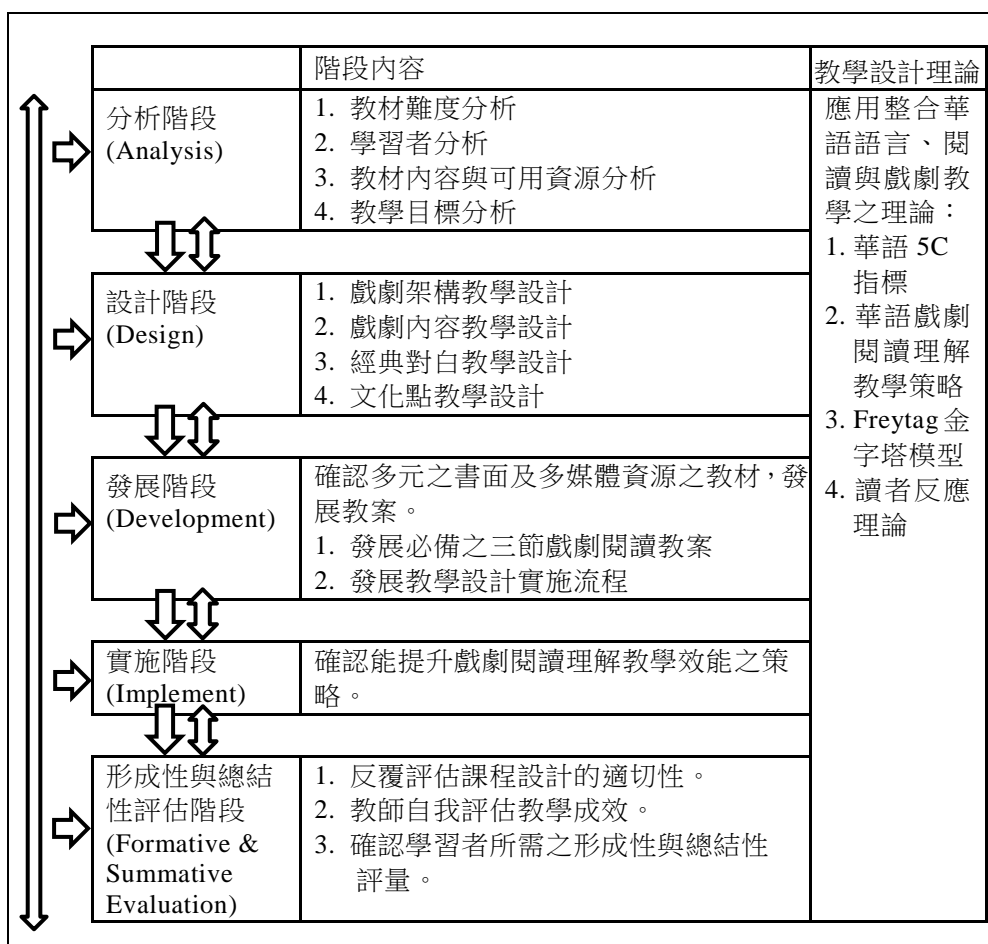 階段內容
教學設計理論
分析階段
(Analysis)
1. 教材難度分析
2. 學習者分析
3. 教材內容與可用資源分析
4. 教學目標分析
設計階段
(Design)
1. 戲劇架構教學設計
2. 戲劇內容教學設計
3. 經典對白教學設計
4. 文化點教學設計
發展階段
(Development)
確認多元之書面及多媒體資源之教材，發
展教案。
1. 發展必備之三節戲劇閱讀教案
2. 發展教學設計實施流程
實施階段
(Implement)
確認能提升戲劇閱讀理解教學效能之策
略。
形成性與總結
性評估階段
(Formative &
Summative
Evaluation)
1. 反覆評估課程設計的適切性。
2. 教師自我評估教學成效。
3. 確認學習者所需之形成性與總結性
評量。
應用整合華
語語言、閱
讀與戲劇教
學之理論：
1. 華語 5C
指標
2. 華語戲劇
閱讀理解
教學策略
3. Freytag 金
字塔模型
4. 讀者反應
理論